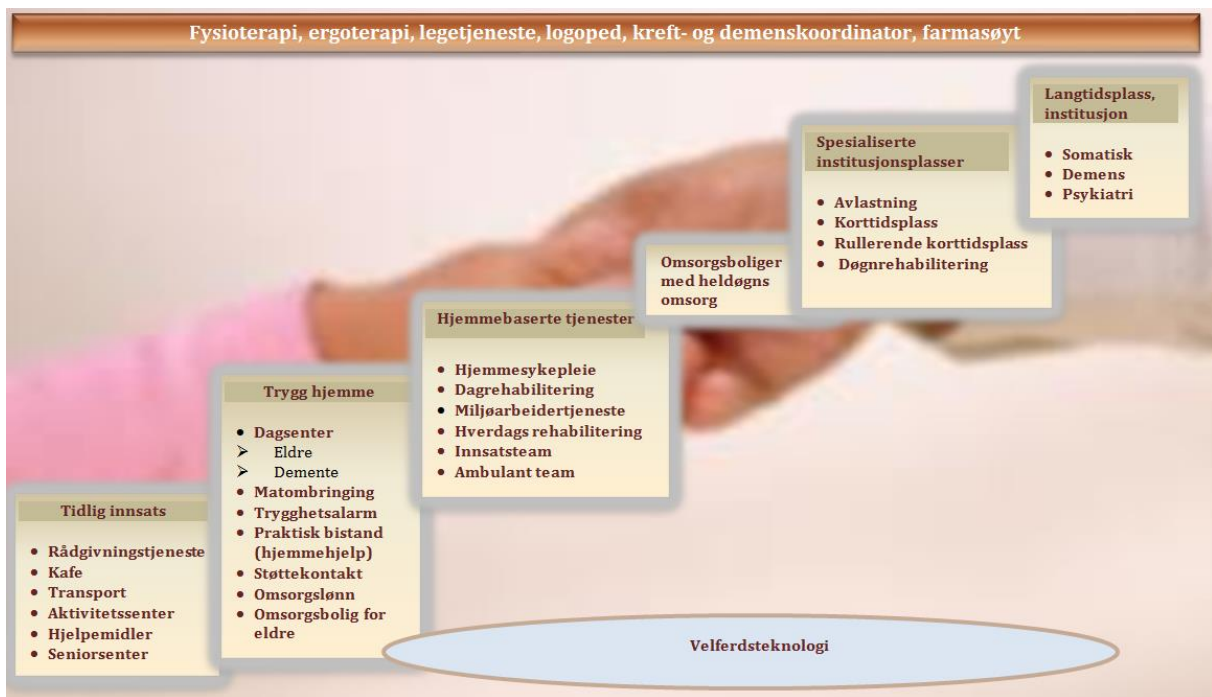 Fysioterapi, ergoterapi, legetjeneste, logoped, kreft- og demenskoordinator, farmasøyt
Tidlig innsats
• Rådgivningstjeneste
• Kafe
• Transport
• Aktivitetssenter
• Hjelpemidler
• Seniorsenter
Trygg hjemme
• Dagsenter
➢ Eldre
➢ Demente
• Matombringing
• Trygghetsalarm
• Praktisk bistand
(hjemmehjelp)
• Støttekontakt
• Omsorgslønn
• Omsorgsbolig for
eldre
Hjemmebaserte tjenester
• Hjemmesykepleie
• Dagrehabilitering
• Miljøarbeidertjeneste
• Hverdags rehabilitering
• Innsatsteam
• Ambulant team
Omsorgsboliger
med heldøgns
omsorg
Spesialiserte
institusjonsplasser
• Avlastning
• Korttidsplass
• Rullerende korttidsplass
• Døgnrehabilitering
Langtidsplass,
institusjon
• Somatisk
• Demens
• Psykiatri
Velferdsteknologi